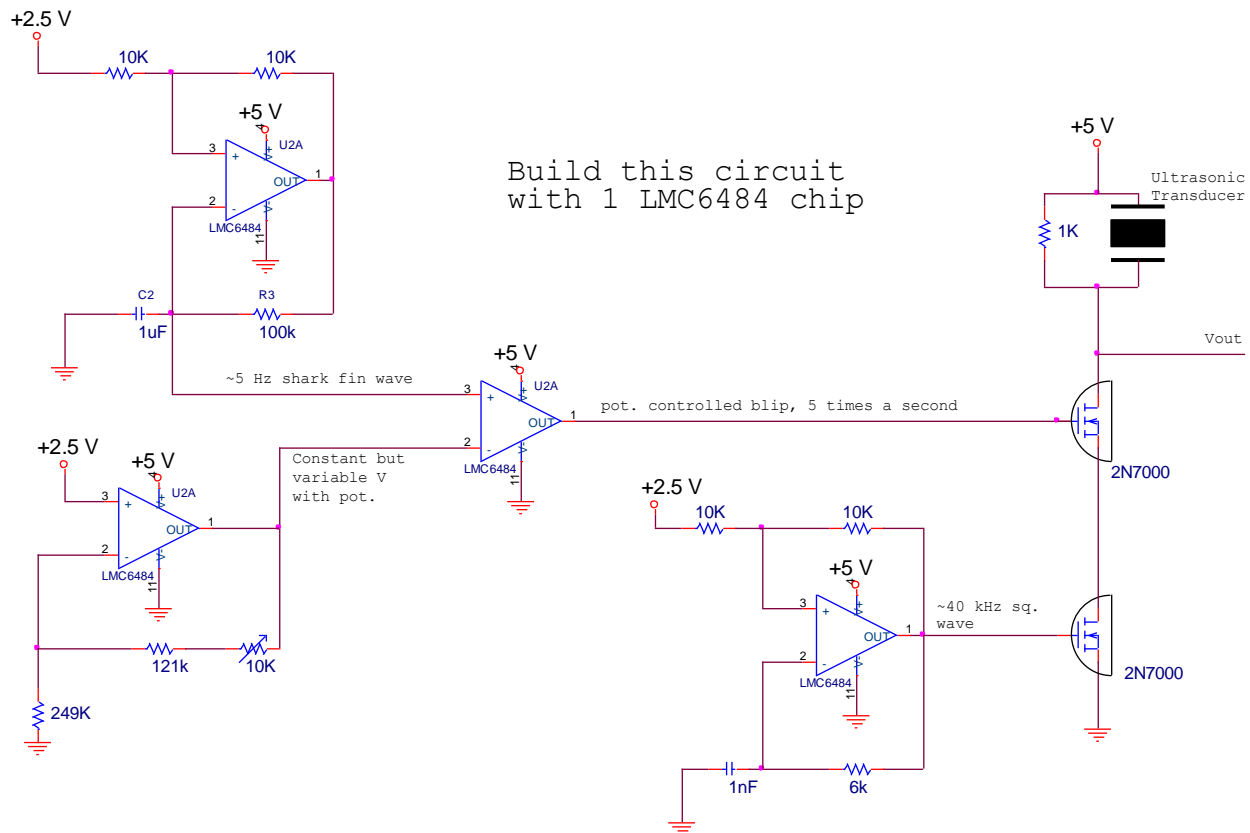 +2.5 V
10K
10K
+5 V
4
U2A
V+
3
+
OUT
1
2
-
V-
11
LMC6484
C2
1uF
R3
100k
Build this circuit
with 1 LMC6484 chip
+5 V
Ultrasonic
Transducer
1K
Vout
~5 Hz shark fin wave
+5 V
4
U2A
V+
3
+
OUT
1
2
-
V-
11
LMC6484
pot. controlled blip, 5 times a second
2N7000
Constant but
variable V
with pot.
+2.5 V
+5 V
4
U2A
V+
3
+
OUT
1
2
-
V-
11
LMC6484
121k
10K
249K
+2.5 V
10K
10K
+5 V
4
V+
3
+
OUT
1
2
-
V-
11
LMC6484
~40 kHz sq.
wave
2N7000
1nF
6k